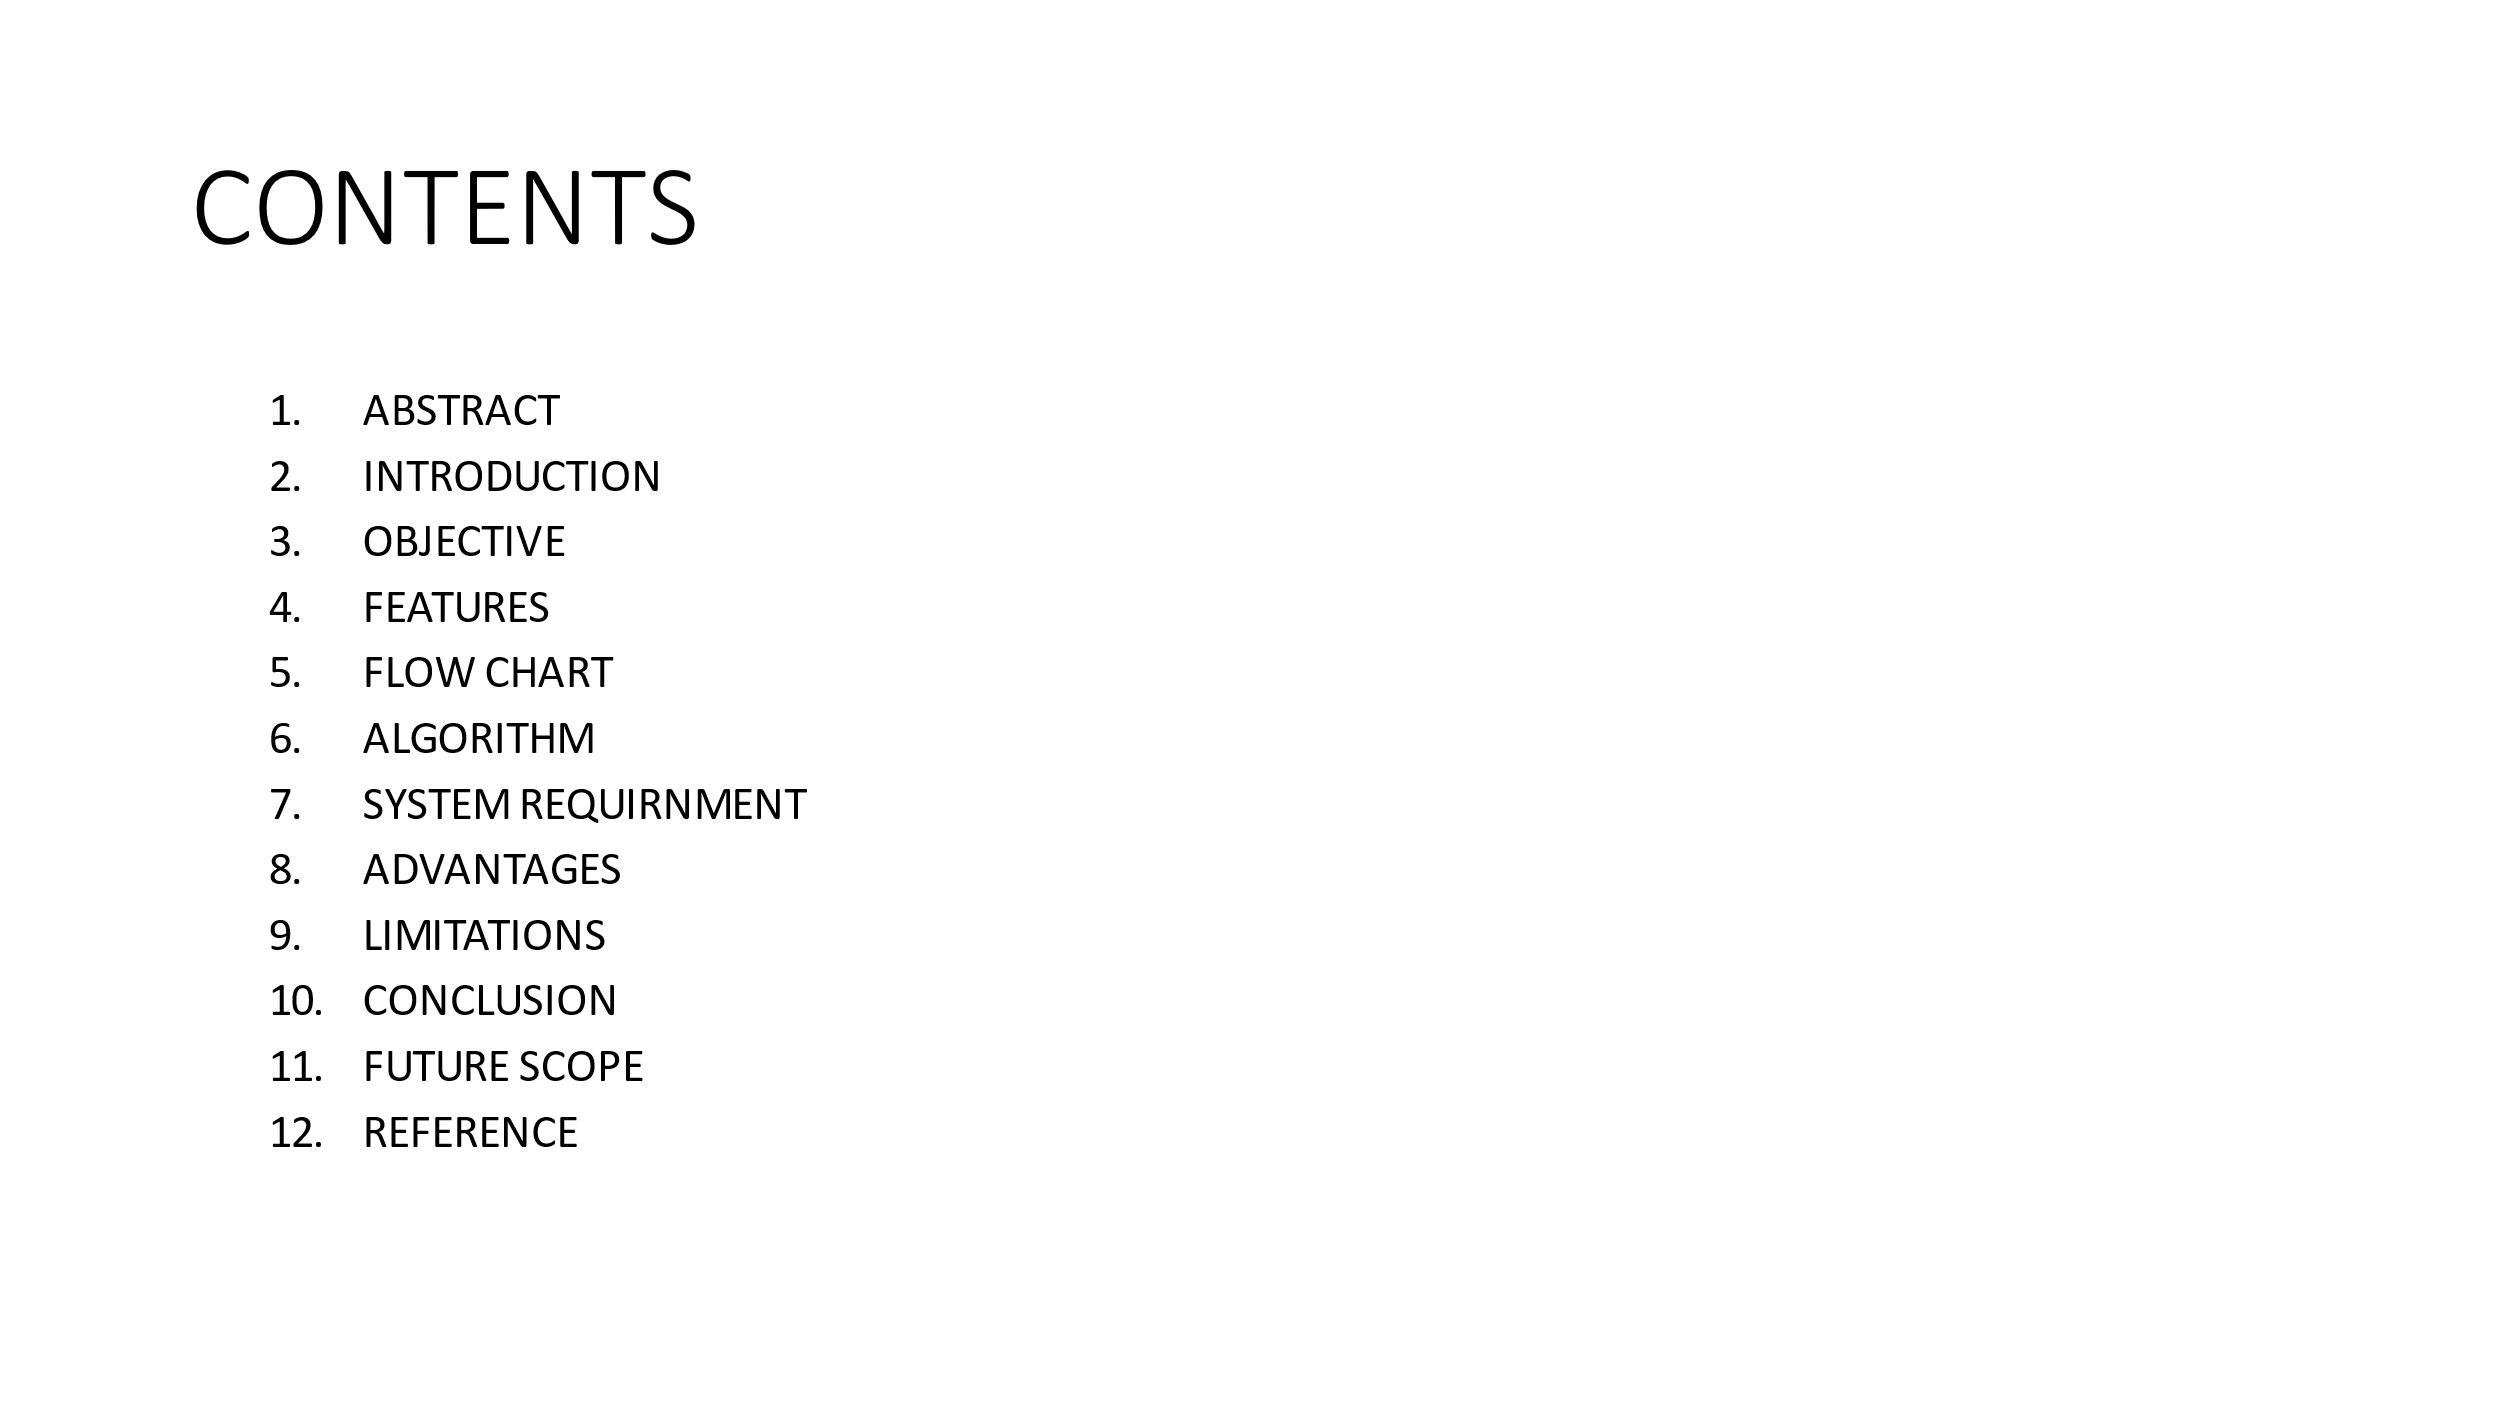 CONTENTS
1. ABSTRACT
2. INTRODUCTION
3. OBJECTIVE
4. FEATURES
5. FLOW CHART
6. ALGORITHM
7. SYSTEM REQUIRNMENT
8. ADVANTAGES
9. LIMITATIONS
10. CONCLUSION
11. FUTURE SCOPE
12. REFERENCE